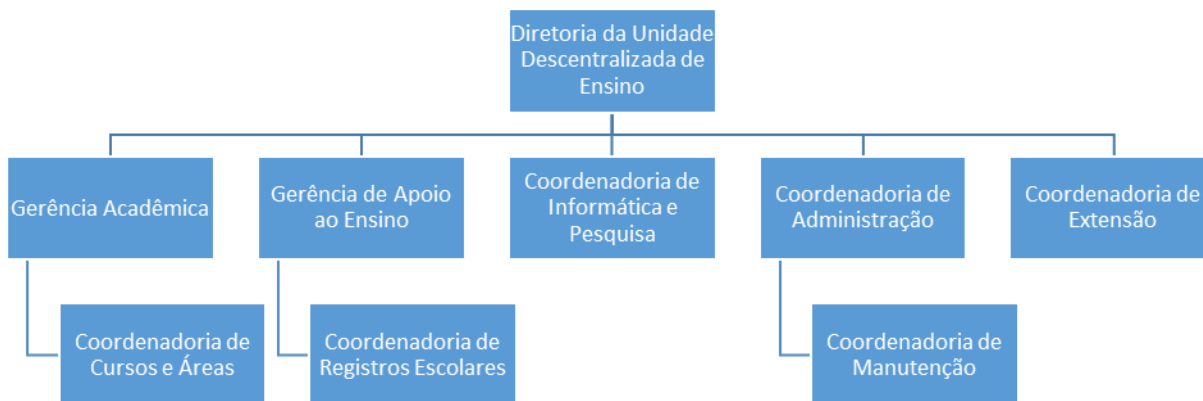 Diretoria da Unidade
Descentralizada de
Ensino
Gerência Acadêmica
Gerência de Apoio
ao Ensino
Coordenadoria de
Informática e
Pesquisa
Coordenadoria de
Administração
Coordenadoria de
Extensão
Coordenadoria de
Cursos e Áreas
Coordenadoria de
Registros Escolares
Coordenadoria de
Manutenção